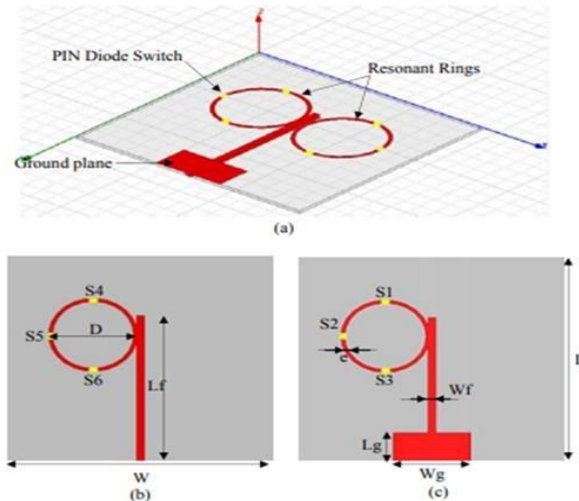 z
PIN Diode Switch
Resonant Rings
Ground plane
(a)
S4
S5
D
S6
Lf
W
(b)
S1
S2
e
S3
Wf
Lg
Wg
(c)